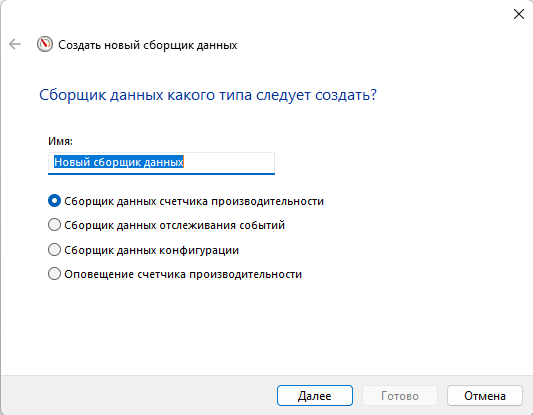 Создать новый сборщик данных
Сборщик данных какого типа следует создать?
Имя:
Новый сборщик данных
Сборщик данных счетчика производительности
Сборщик данных отслеживания событий
Сборщик данных конфигурации
Оповещение счетчика производительности
Далее Готово Отмена